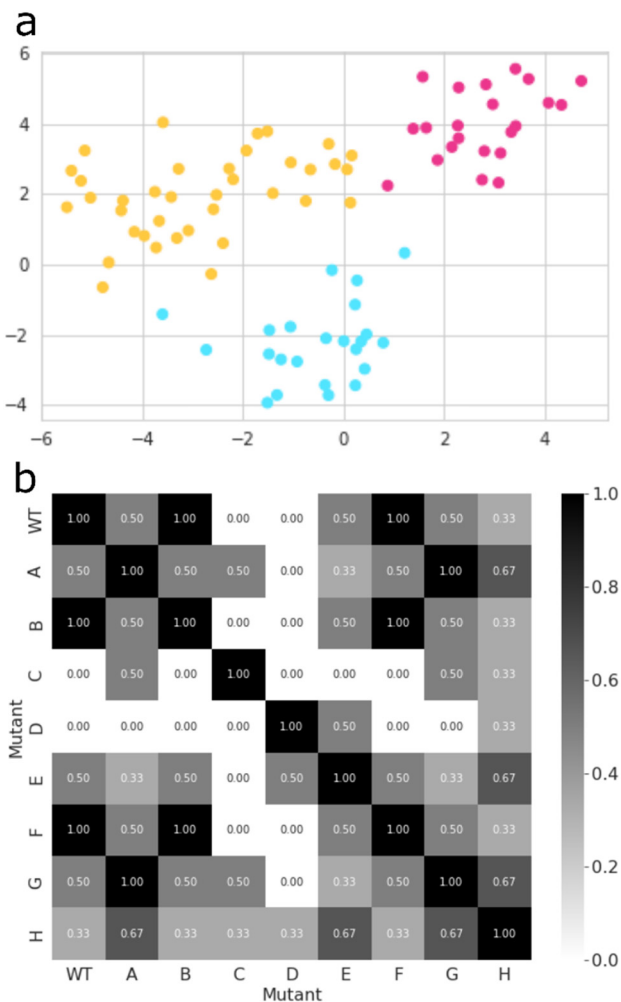 a
6
4
2
0
−2
−4
−6 −4 −2 0 2 4
b
WT 1.00 0.50 1.00 0.00 0.00 0.50 1.00 0.50 0.33
A 0.50 1.00 0.50 0.50 0.00 0.33 0.50 1.00 0.67
B 1.00 0.50 1.00 0.00 0.00 0.50 1.00 0.50 0.33
C 0.00 0.50 0.00 1.00 0.00 0.00 0.00 0.50 0.33
D 0.00 0.00 0.00 0.00 1.00 0.50 0.00 0.00 0.33
E 0.50 0.33 0.50 0.00 0.50 1.00 0.50 0.33 0.67
F 1.00 0.50 1.00 0.00 0.00 0.50 1.00 0.50 0.33
G 0.50 1.00 0.50 0.50 0.00 0.33 0.50 1.00 0.67
H 0.33 0.67 0.33 0.33 0.33 0.67 0.33 0.67 1.00
Mutant
WT A B C D E F G H
Mutant
1.0
0.8
0.6
0.4
0.2
0.0